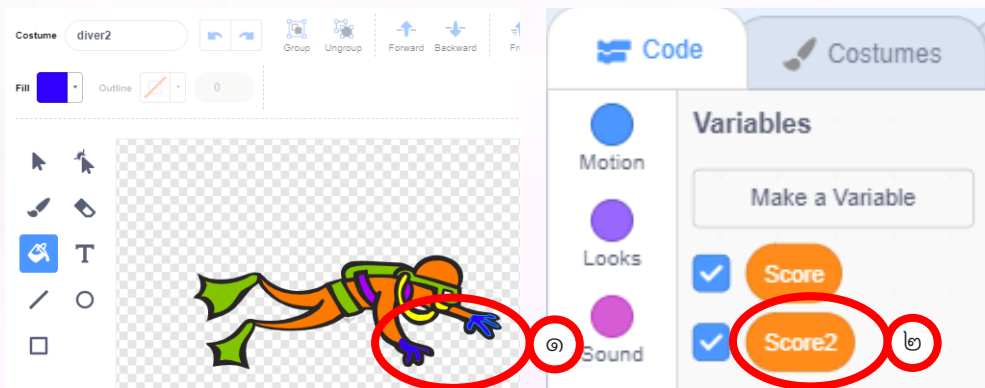 Costume diver2
Group Ungroup Forward Backward
Fill Outline 0
T
๑
Code Costumes
Motion
Looks
Sound
Variables
Make a Variable
Score
Score2
๒